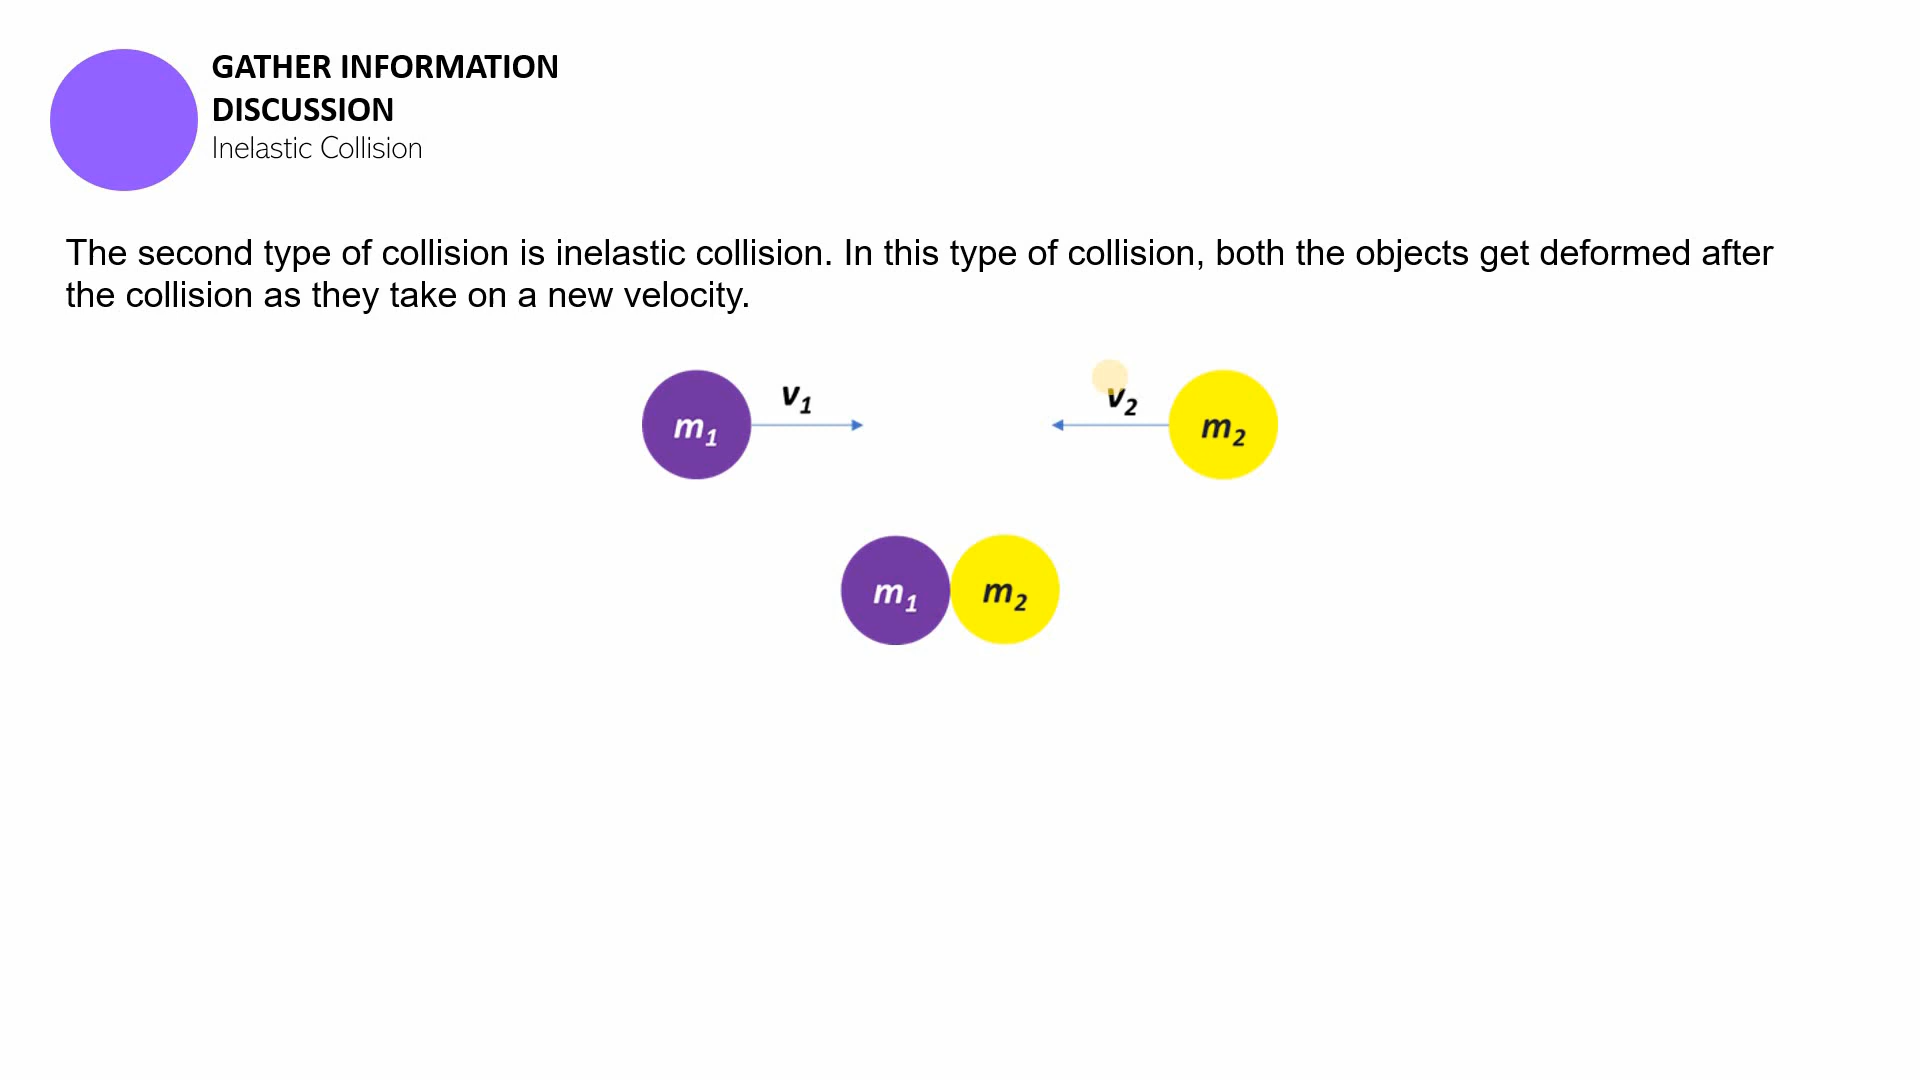 GATHER INFORMATION
DISCUSSION
Inelastic Collision
The second type of collision is inelastic collision. In this type of collision, both the objects get deformed after
the collision as they take on a new velocity.
m₁ v₁ v₂ m₂
m₁ m₂